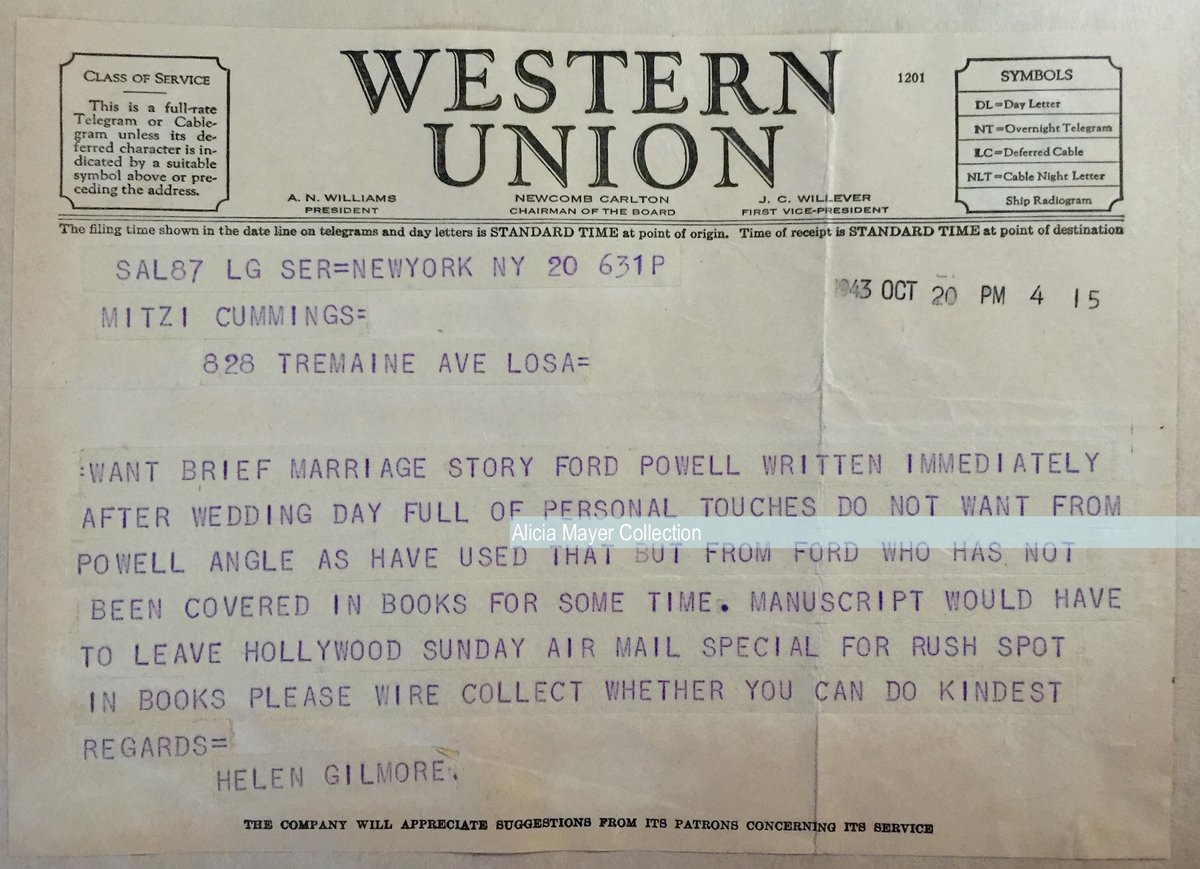 CLASS OF SERVICE
This is a full-rate
Telegram or Cable-
gram unless its de-
ferred character is in-
dicated by a suitable
symbol above or pre-
ceding the address.
WESTERN
UNION
1201
A. N. WILLIAMS
PRESIDENT
NEWCOMB CARLTON
CHAIRMAN OF THE BOARD
J. C. WILLEVER
FIRST VICE-PRESIDENT
SYMBOLS
DL=Day Letter
NT=Overnight Telegram
LC=Deferred Cable
NLT=Cable Night Letter
Ship Radiogram
The filing time shown in the date line on telegrams and day letters is STANDARD TIME at point of origin. Time of receipt is STANDARD TIME at point of destination
SAL87 LG SER=NEWYORK NY 20 631P
1943 OCT 20 PM 4 15
MITZI CUMMINGS=
828 TREMAINE AVE LOSA=
:WANT BRIEF MARRIAGE STORY FORD POWELL WRITTEN IMMEDIATELY
AFTER WEDDING DAY FULL OF PERSONAL TOUCHES DO NOT WANT FROM
Alicia Mayer Collection
POWELL ANGLE AS HAVE USED THAT BUT FROM FORD WHO HAS NOT
BEEN COVERED IN BOOKS FOR SOME TIME. MANUSCRIPT WOULD HAVE
TO LEAVE HOLLYWOOD SUNDAY AIR MAIL SPECIAL FOR RUSH SPOT
IN BOOKS PLEASE WIRE COLLECT WHETHER YOU CAN DO KINDEST
REGARDS=
HELEN GILMORE.
THE COMPANY WILL APPRECIATE SUGGESTIONS FROM ITS PATRONS CONCERNING ITS SERVICE